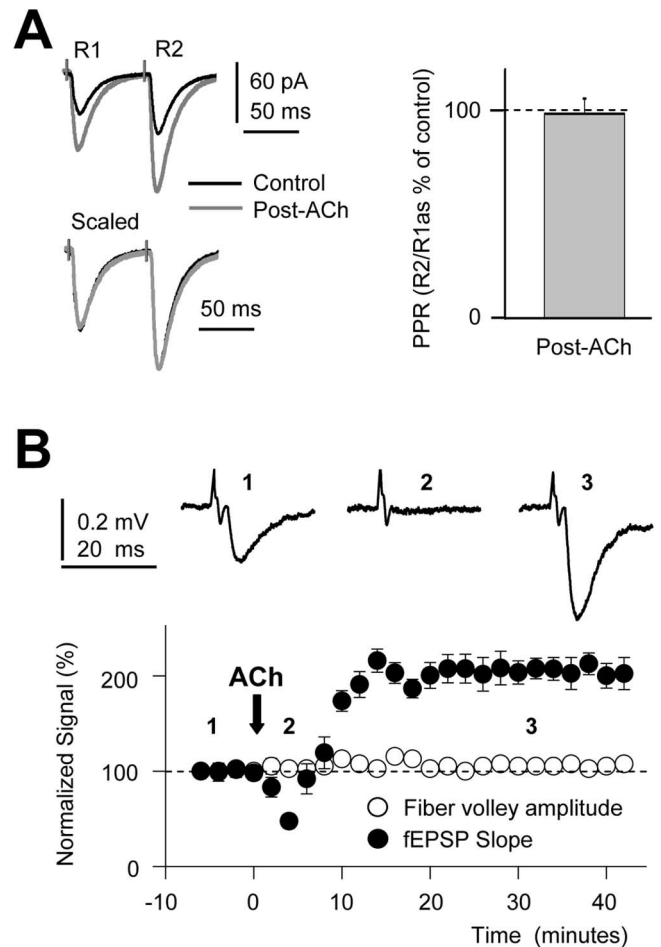 A
R1 R2
60 pA
50 ms
Control
Post-ACh
Scaled
50 ms
PPR (R2/R1as % of control)
100
0
Post-ACh
B
1 2 3
0.2 mV
20 ms
Normalized Signal (%)
200
100
0
ACh
1 2 3
Fiber volley amplitude
fEPSP Slope
-10 0 10 20 30 40
Time (minutes)